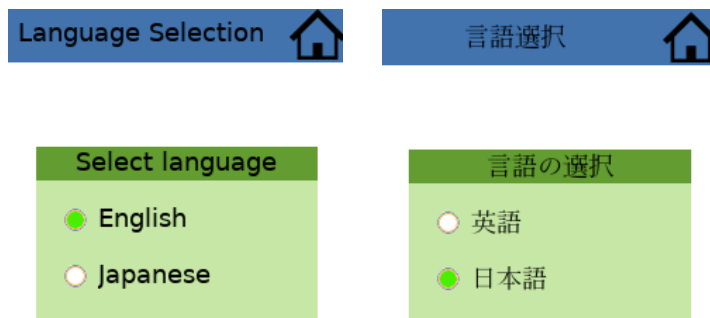 Language Selection
Select language
English
Japanese
言語選択
言語の選択
英語
日本語